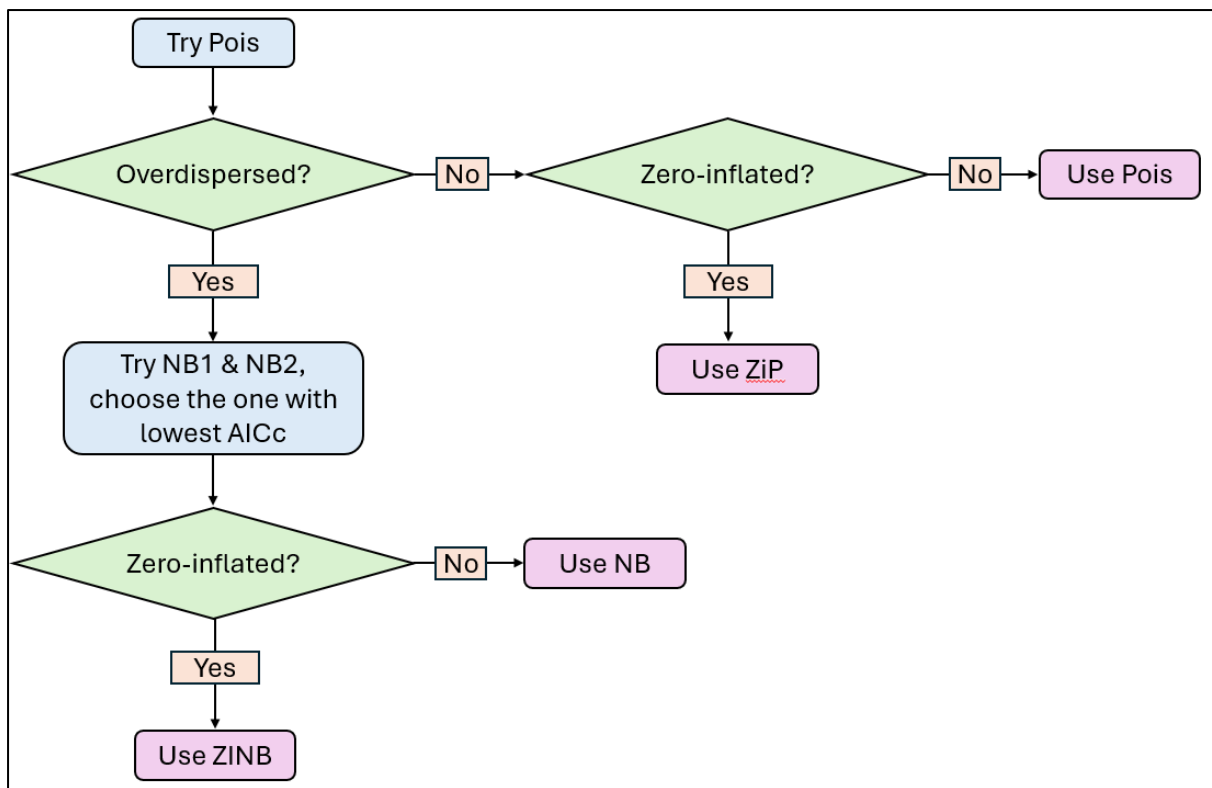 Try Pois
Overdispersed?
No
Zero-inflated?
No
Use Pois
Yes
Yes
Try NB1 & NB2,
choose the one with
lowest AICc
Use ZiP
Zero-inflated?
No
Use NB
Yes
Use ZINB